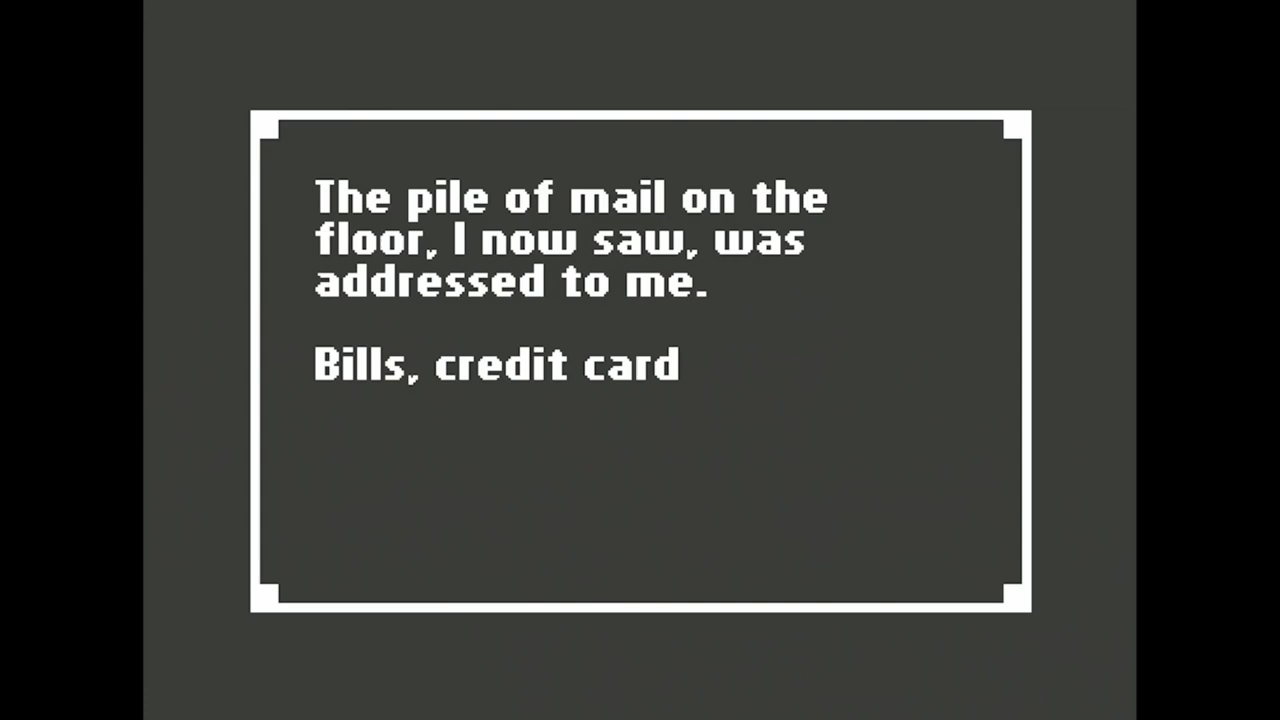 The pile of mail on the
floor, I now saw, was
addressed to me.
Bills, credit card